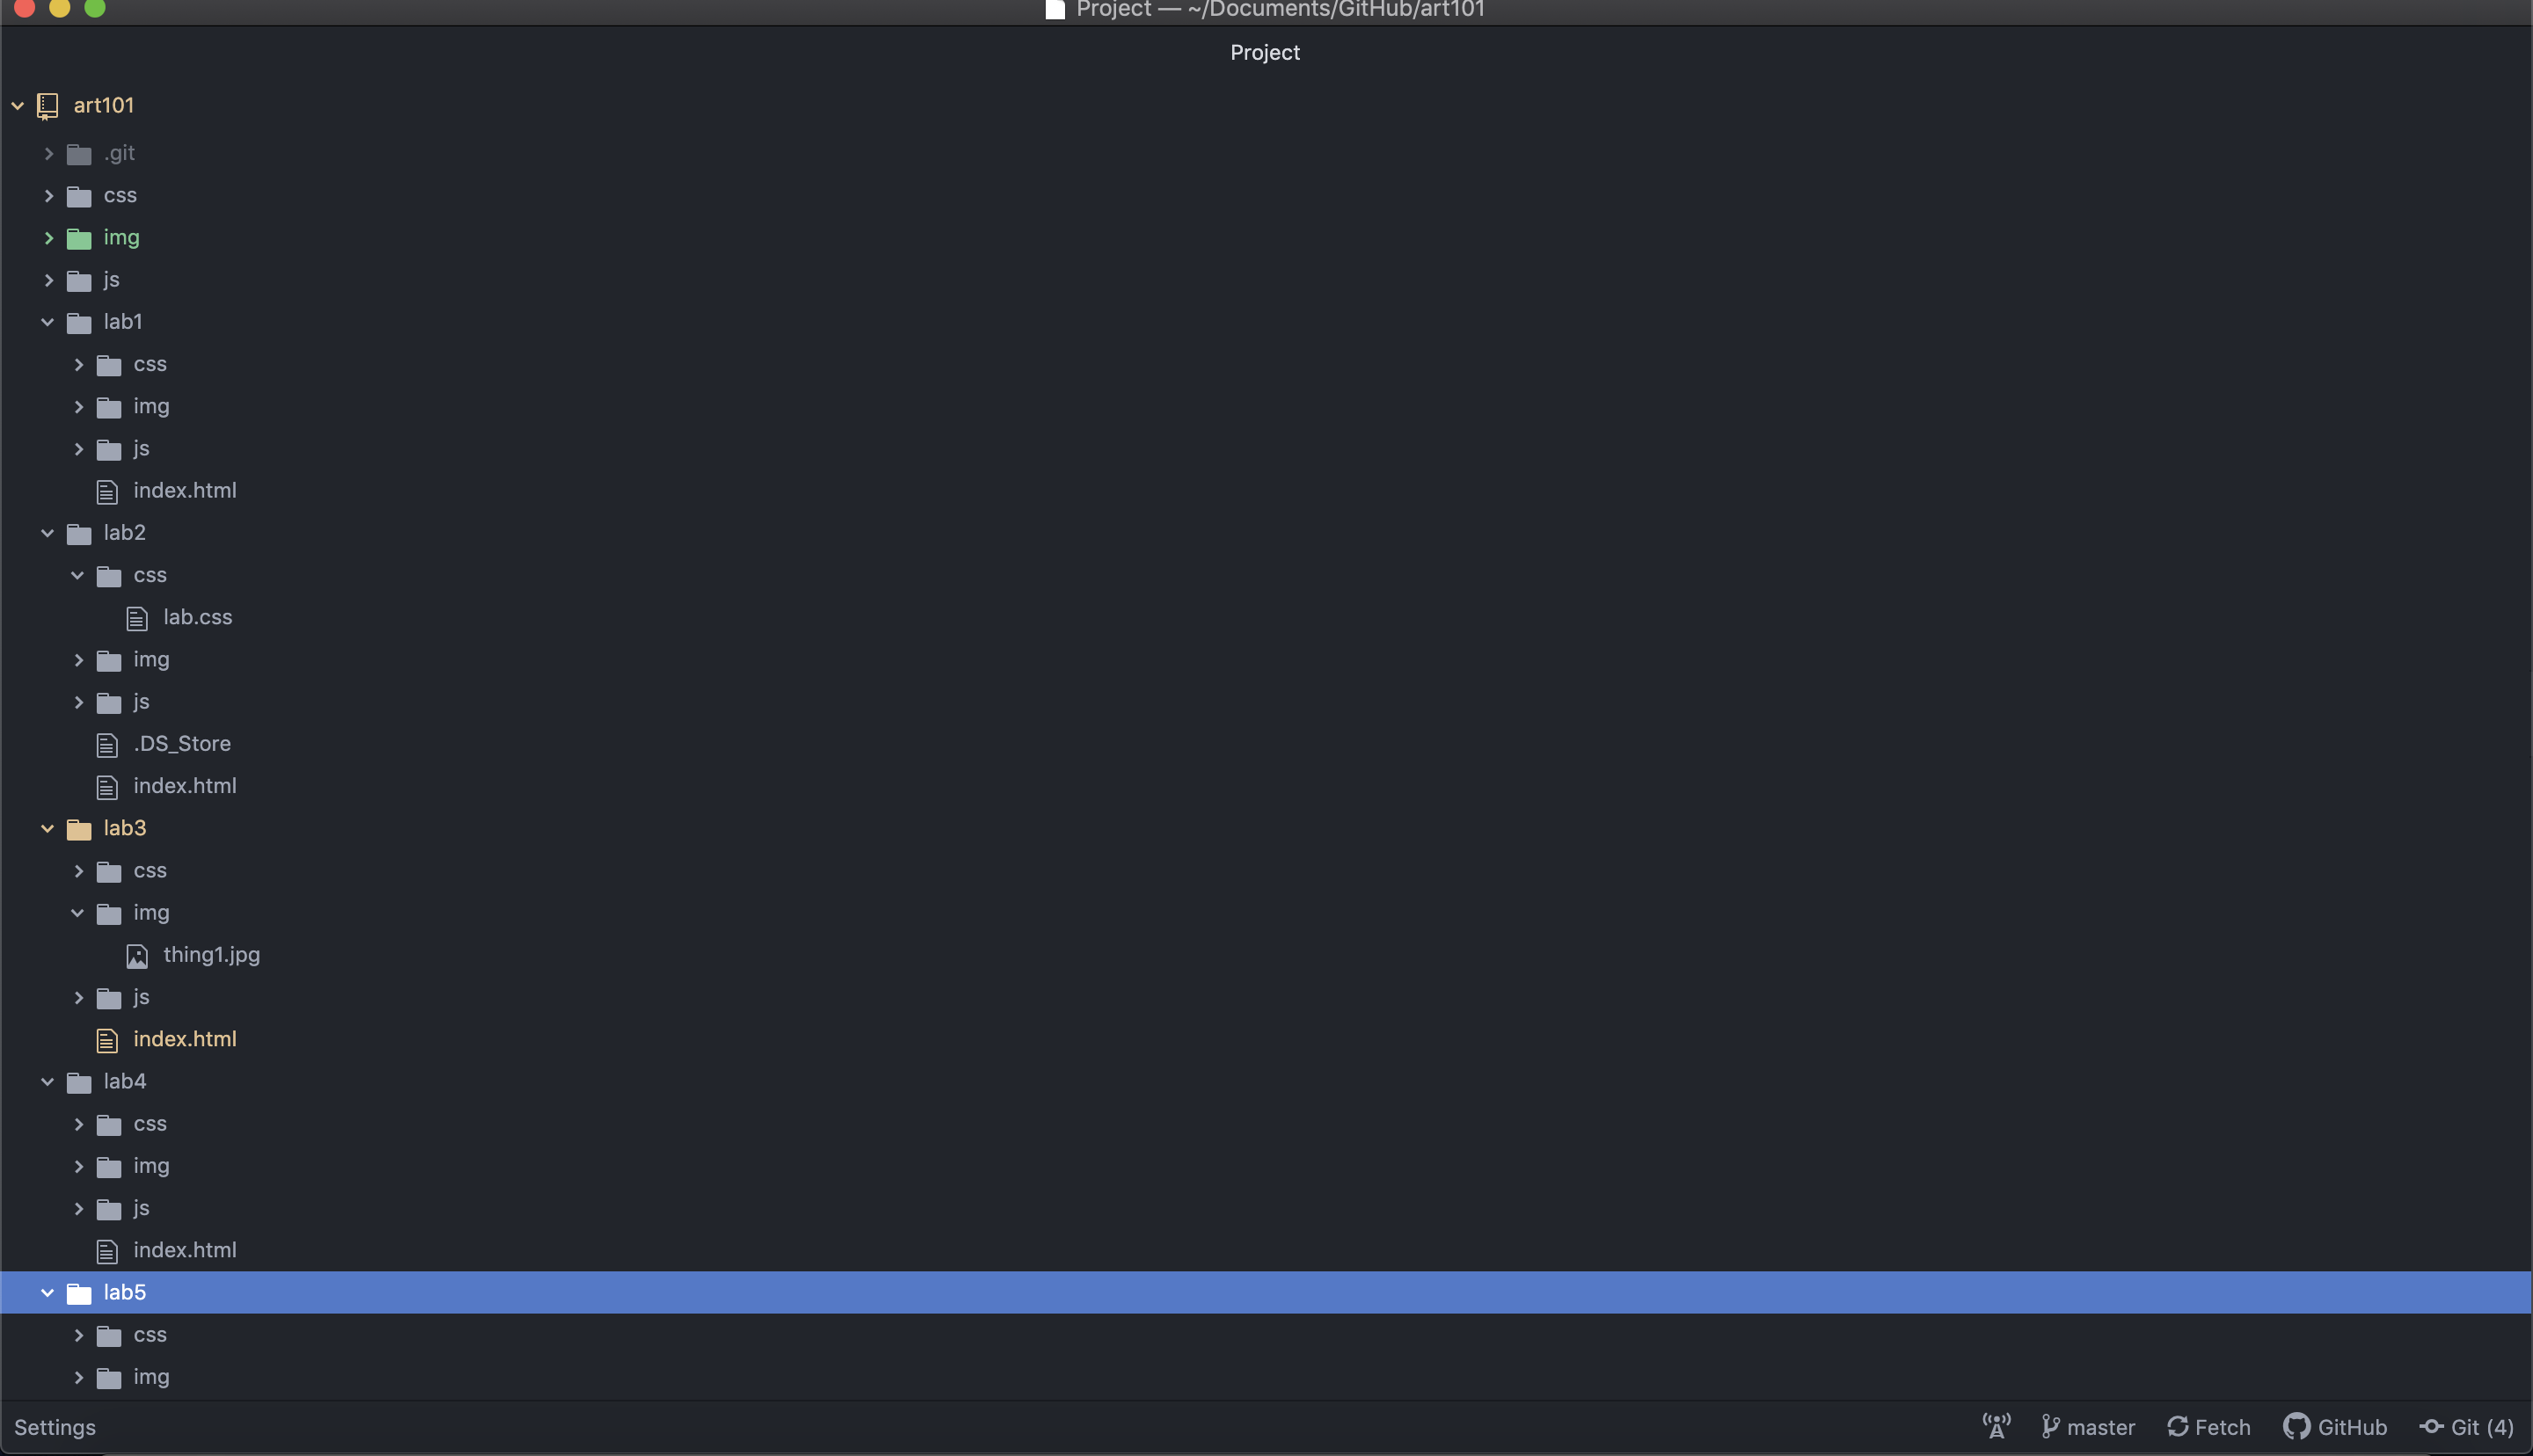 Project — ~/Documents/GitHub/art101
Project
art101
.git
css
img
js
lab1
css
img
js
index.html
lab2
css
lab.css
img
js
.DS_Store
index.html
lab3
css
img
thing1.jpg
js
index.html
lab4
css
img
js
index.html
lab5
css
img
Settings master Fetch GitHub Git (4)